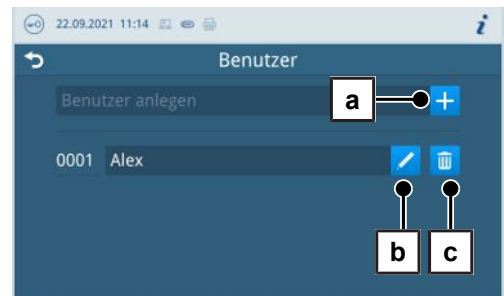 22.09.2021 11:14 i
Benutzer
Benutzer anlegen a +
0001 Alex
b c